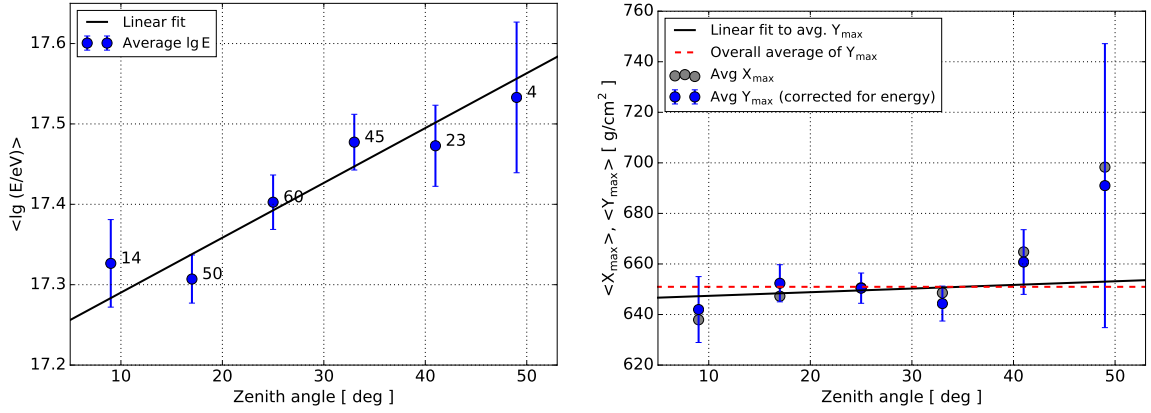 Linear fit
Average lg E
17.6
17.5
17.4
17.3
17.2
<lg (E/eV)>
14
50
60
45
23
4
10 20 30 40 50
Zenith angle [ deg ]
Linear fit to avg. Yₘₐₓ
Overall average of Yₘₐₓ
Avg Xₘₐₓ
Avg Yₘₐₓ (corrected for energy)
760
740
720
700
680
660
640
620
<Xₘₐₓ>, <Yₘₐₓ> [ g/cm² ]
10 20 30 40 50
Zenith angle [ deg ]